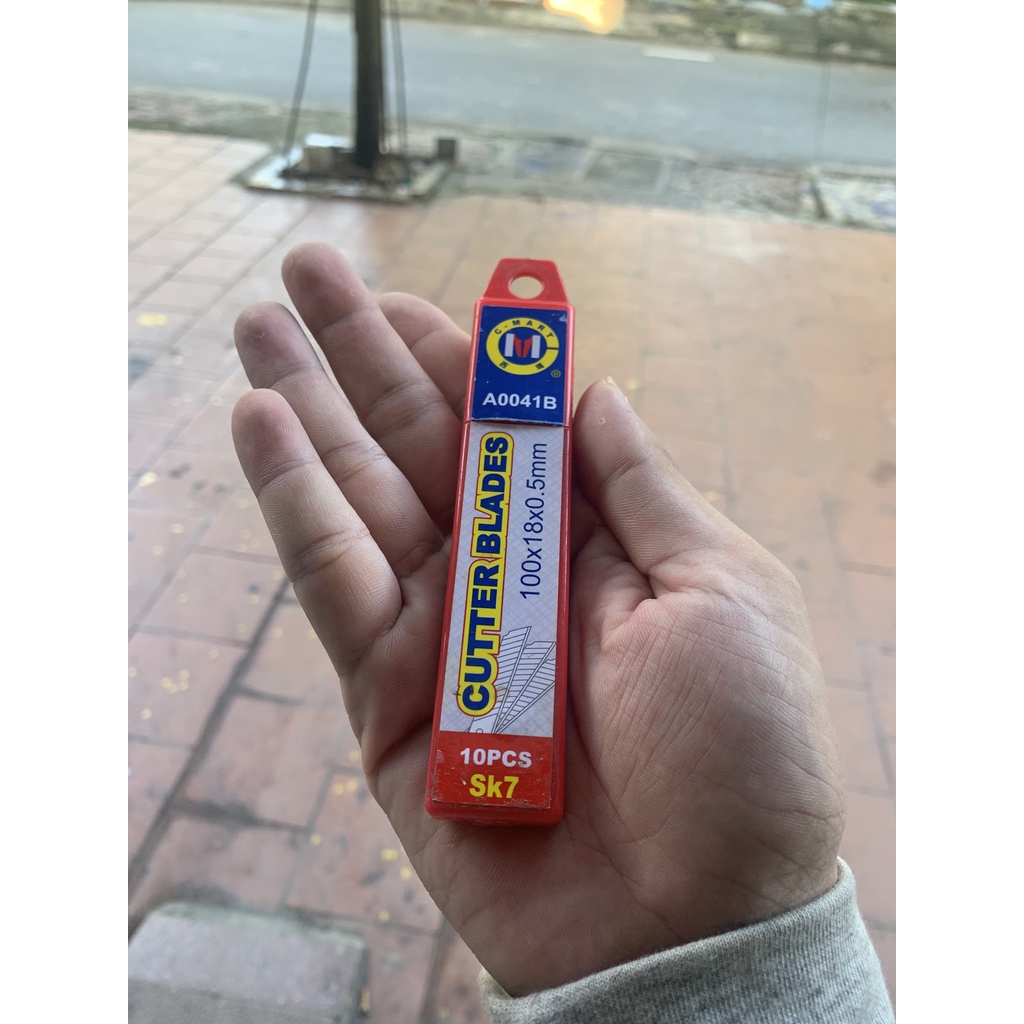 C-MART
®
A0041B
CUTTER BLADES
100x18x0.5mm
10PCS
Sk7